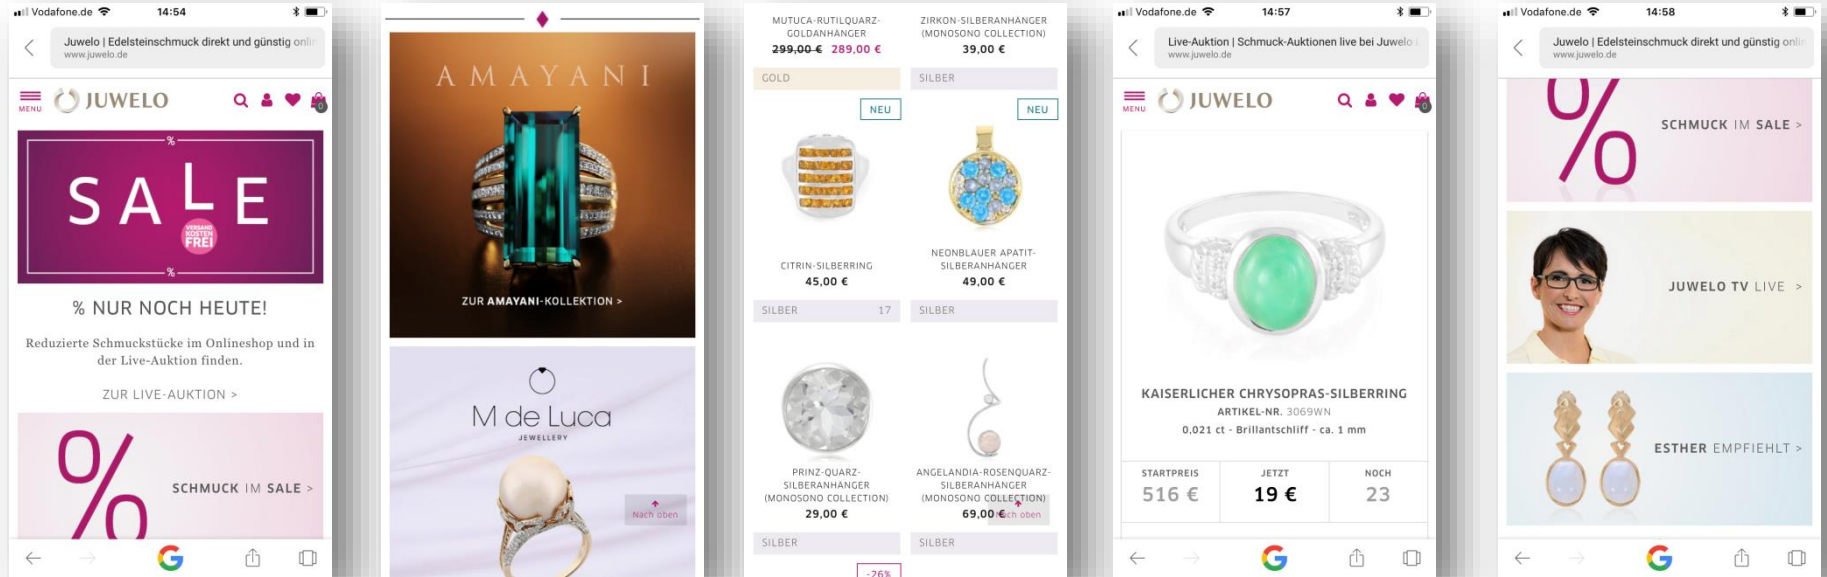 Vodafone.de 14:54
Juwelo | Edelsteinschmuck direkt und günstig onlin
www.juwelo.de
MENU JUWELO 0
%
SALE
VERSAND
KOSTEN
FREI
%
% NUR NOCH HEUTE!
Reduzierte Schmuckstücke im Onlineshop und in
der Live-Auktion finden.
ZUR LIVE-AUKTION >
%
SCHMUCK IM SALE >
G
AMAYANI
ZUR AMAYANI-KOLLEKTION >
M de Luca
JEWELLERY
Nach oben
MUTUCA-RUTILQUARZ-
GOLDANHÄNGER
299,00 € 289,00 €
GOLD
ZIRKON-SILBERANHÄNGER
(MONOSONO COLLECTION)
39,00 €
SILBER
NEU
CITRIN-SILBERRING
45,00 €
SILBER 17
NEU
NEONBLAUER APATIT-
SILBERANHÄNGER
49,00 €
SILBER
PRINZ-QUARZ-
SILBERANHÄNGER
(MONOSONO COLLECTION)
29,00 €
SILBER
ANGELANDIA-ROSENQUARZ-
SILBERANHÄNGER
(MONOSONO COLLECTION)
69,00 €
Nach oben
SILBER
-26%
Vodafone.de 14:57
Live-Auktion | Schmuck-Auktionen live bei Juwelo
www.juwelo.de
MENU JUWELO 0
KAISERLICHER CHRYSOPRAS-SILBERRING
ARTIKEL-NR. 3069WN
0,021 ct - Brillantschliff - ca. 1 mm
STARTPREIS JETZT NOCH
516 € 19 € 23
G
Vodafone.de 14:58
Juwelo | Edelsteinschmuck direkt und günstig onlin
www.juwelo.de
%
SCHMUCK IM SALE >
JUWELO TV LIVE >
ESTHER EMPFIEHLT >
G